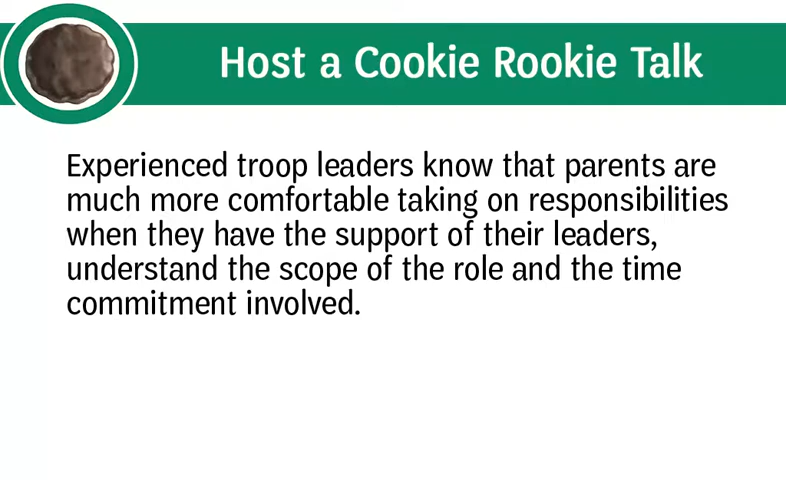 Host a Cookie Rookie Talk
Experienced troop leaders know that parents are
much more comfortable taking on responsibilities
when they have the support of their leaders,
understand the scope of the role and the time
commitment involved.